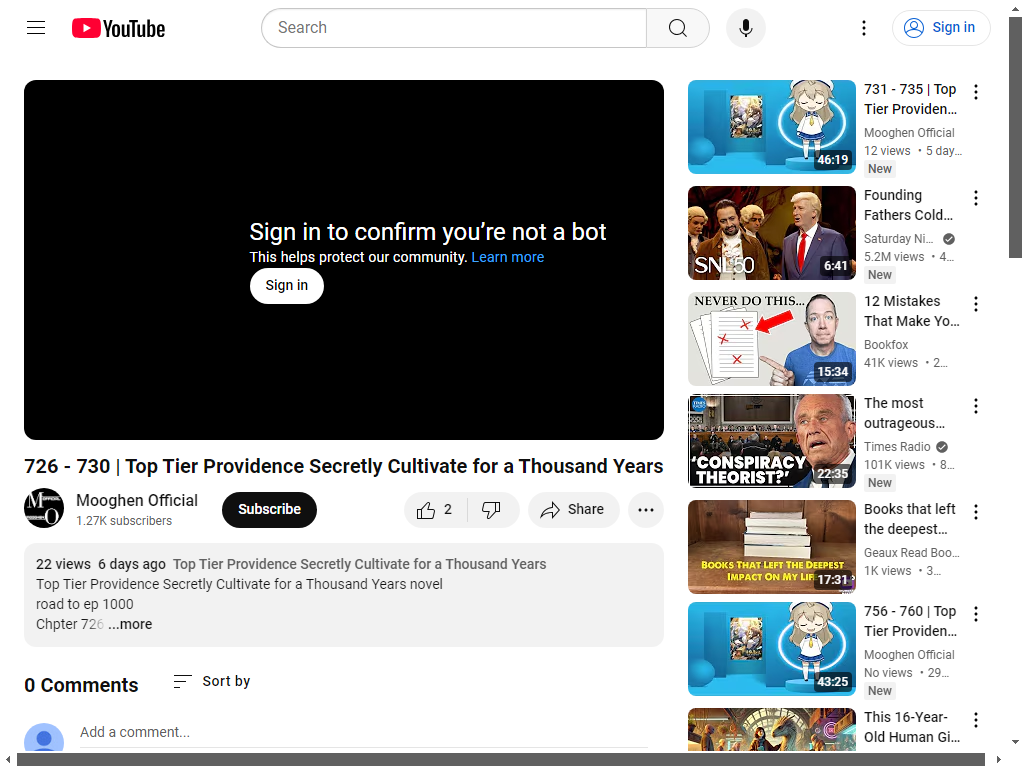 YouTube
Search
Sign in
Sign in to confirm you’re not a bot
This helps protect our community. Learn more
Sign in
726 - 730 | Top Tier Providence Secretly Cultivate for a Thousand Years
Mooghen Official
1.27K subscribers
Subscribe
2
Share
22 views 6 days ago Top Tier Providence Secretly Cultivate for a Thousand Years
Top Tier Providence Secretly Cultivate for a Thousand Years novel
road to ep 1000
Chpter 726 ...more
0 Comments
Sort by
Add a comment...
46:19
731 - 735 | Top
Tier Providen...
Mooghen Official
12 views • 5 day...
New
SNL50
6:41
Founding
Fathers Cold...
Saturday Ni...
5.2M views • 4...
New
NEVER DO THIS...
15:34
12 Mistakes
That Make Yo...
Bookfox
41K views • 2...
TIMES RADIO
‘CONSPIRACY
THEORIST?’
22:35
The most
outrageous...
Times Radio
101K views • 8...
New
BOOKS THAT LEFT THE DEEPEST
IMPACT ON MY LIFE
17:31
Books that left
the deepest...
Geaux Read Boo...
1K views • 3...
43:25
756 - 760 | Top
Tier Providen...
Mooghen Official
No views • 29...
New
This 16-Year-
Old Human Gi...